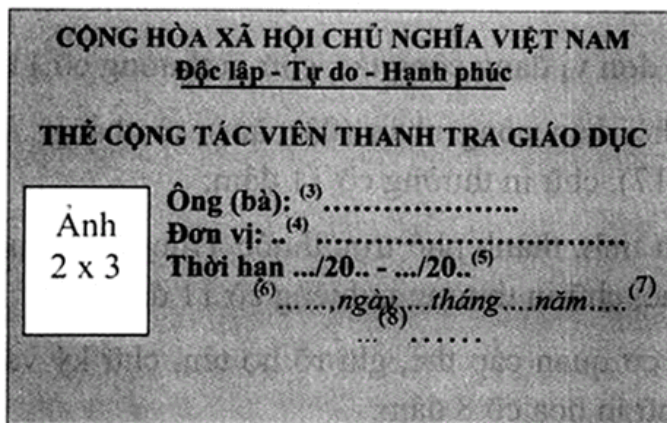 CỘNG HÒA XÃ HỘI CHỦ NGHĨA VIỆT NAM
Độc lập - Tự do - Hạnh phúc
THẺ CỘNG TÁC VIÊN THANH TRA GIÁO DỤC
Ảnh
2 x 3
Ông (bà): (3)....................
Đơn vị: ..(4) ................................
Thời hạn .../20.. - .../20..(5)
(6)... ...,ngày....tháng....năm..... (7)
... (8) ......